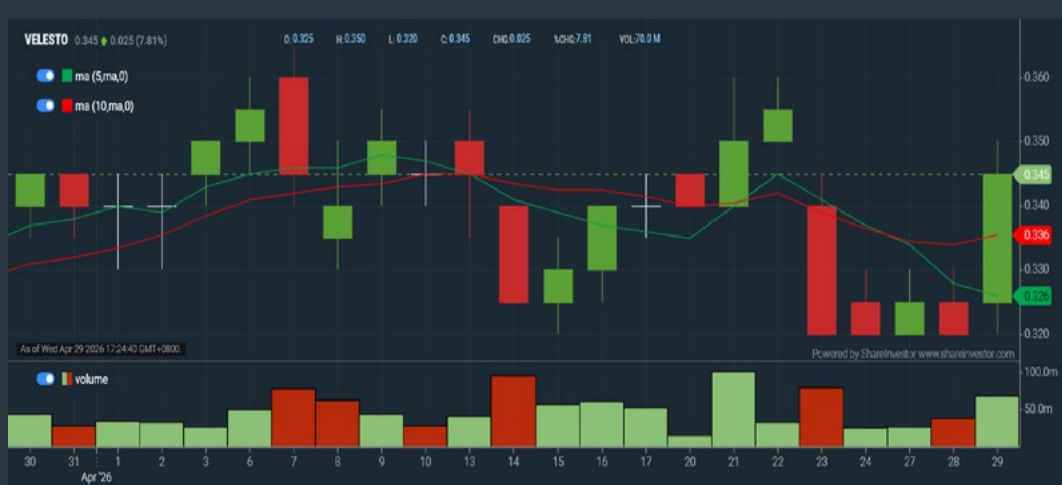 VELESTO 0.345 0.025 (7.81%) O: 0.325 H: 0.350 L: 0.320 C: 0.345 CHG:0.025 %CHG:7.81 VOL:70.0 M
ma (5,ma,0)
ma (10,ma,0)
0.360
0.350
0.345
0.340
0.336
0.330
0.326
0.320
As of Wed Apr 29 2026 17:24:40 GMT+0800.
Powered by ShareInvestor www.shareinvestor.com
volume
100.0m
50.0m
30 31 1 2 3 6 7 8 9 10 13 14 15 16 17 20 21 22 23 24 27 28 29
Apr '26